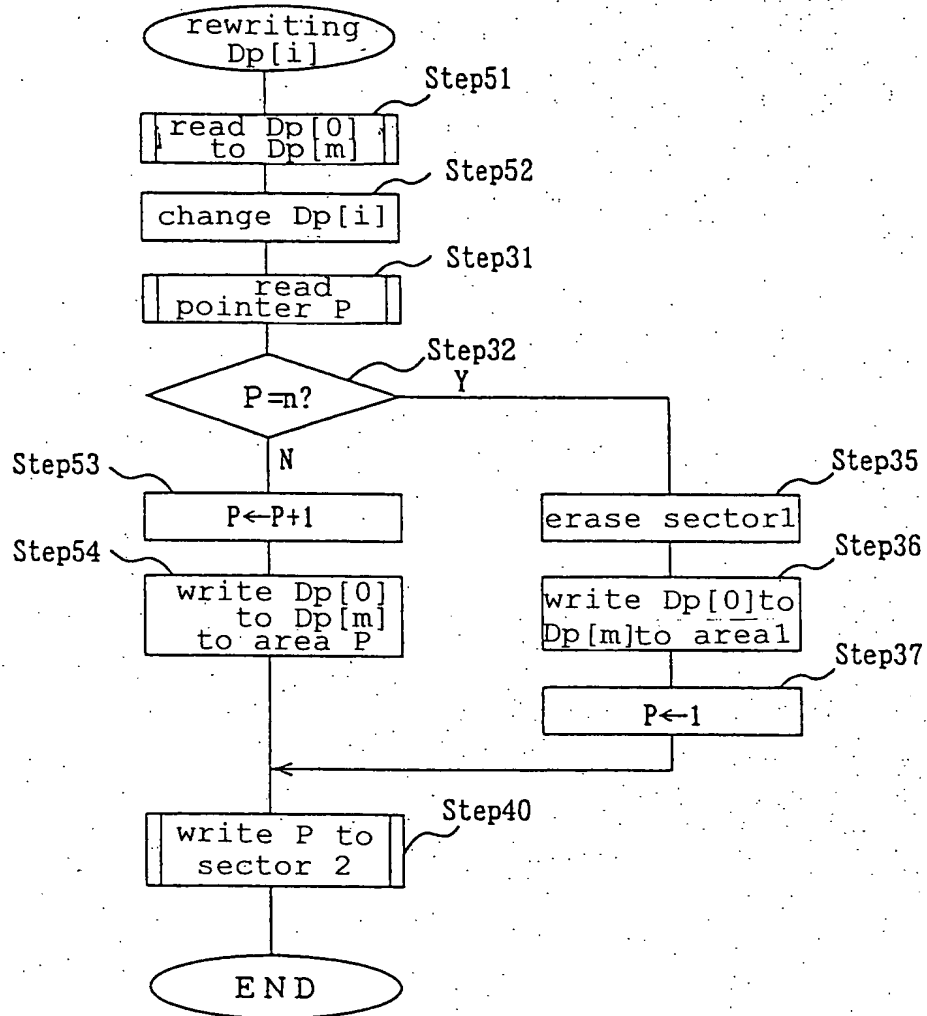 rewriting
Dp[i]
Step51
read Dp[0]
to Dp[m]
Step52
change Dp[i]
Step31
read
pointer P
Step32
P=n?
Y
N
Step53
P←P+1
Step54
write Dp[0]
to Dp[m]
to area P
Step35
erase sector1
Step36
write Dp[0]to
Dp[m]to area1
Step37
P←1
Step40
write P to
sector 2
END